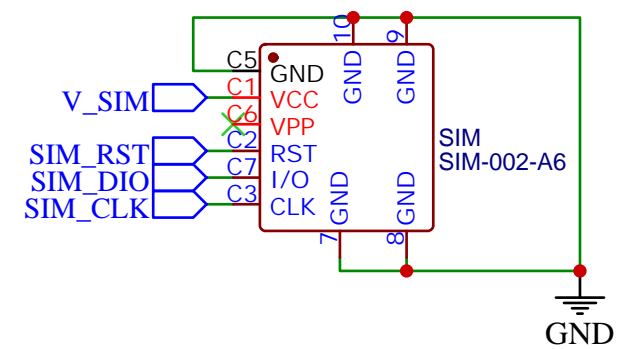 10
9
C5
GND
GND
GND
V_SIM
C1
VCC
C6
VPP
SIM
SIM_RST
C2
RST
SIM-002-A6
SIM_DIO
C7
I/O
GND
GND
SIM_CLK
C3
CLK
7
8
GND